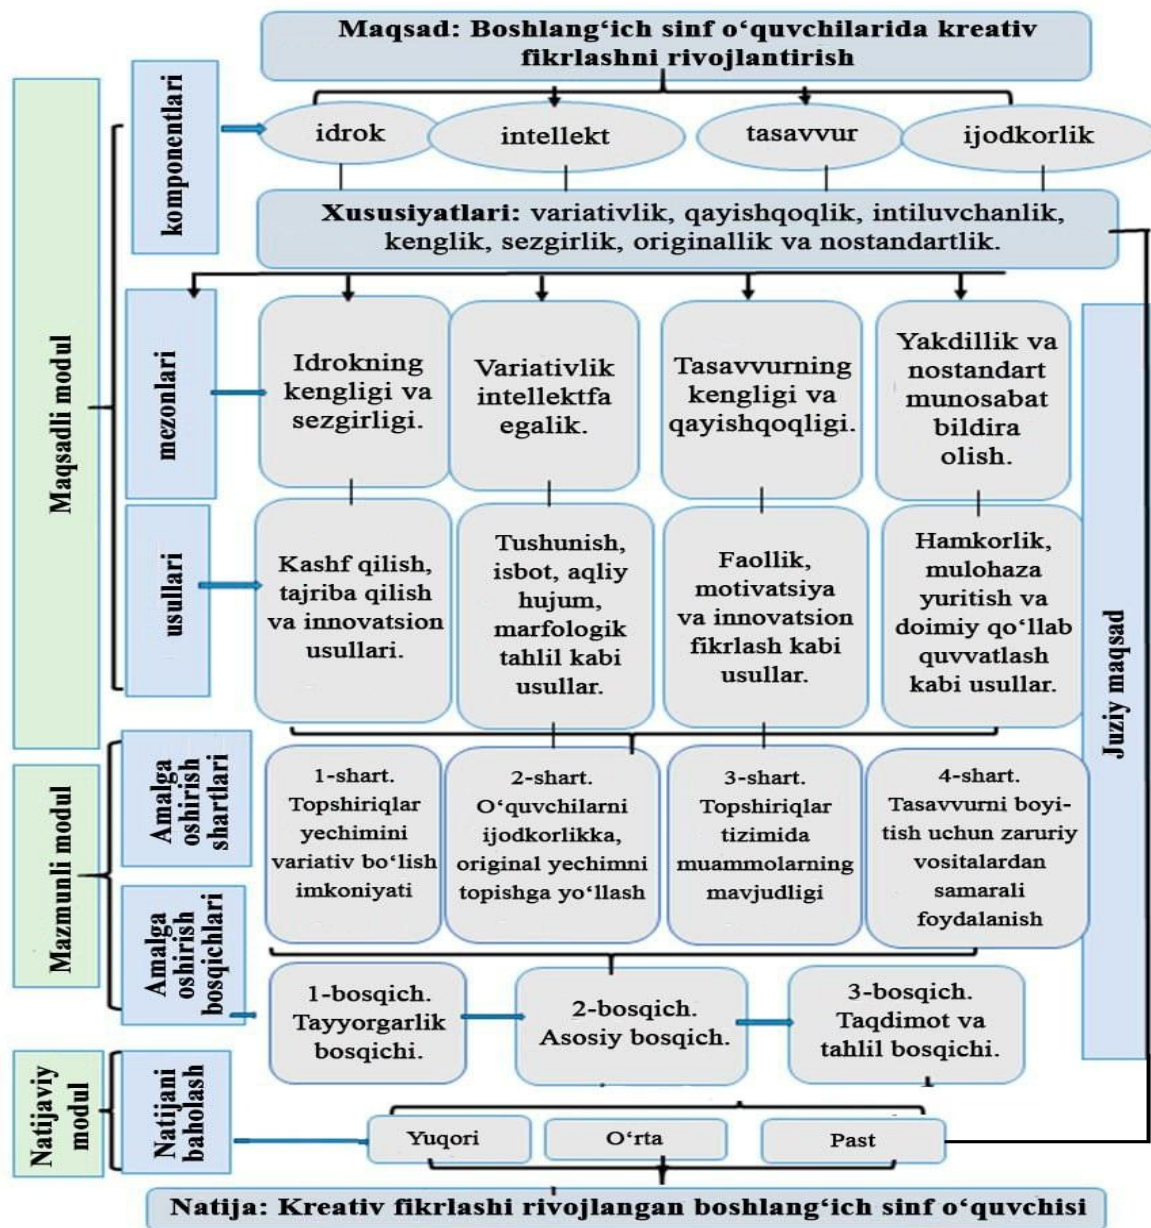 Maqsad: Boshlang‘ich sinf o‘quvchilarida kreativ
fikrlashni rivojlantirish
Maqsadli modul
komponentlari
idrok
intellekt
tasavvur
ijodkorlik
Xususiyatlari: variativlik, qayishqoqlik, intiluvchanlik,
kenglik, sezgirlik, originallik va nostandartlik.
mezonlari
Idrokning
kengligi va
sezgirligi.
Variativlik
intellektfa
egalik.
Tasavvurning
kengligi va
qayishqoqligi.
Yakdillik va
nostandart
munosabat
bildira
olish.
Juziy maqsad
usullari
Kashf qilish,
tajriba qilish
va innovatsion
usullari.
Tushunish,
isbot, aqliy
hujum,
marfologik
tahlil kabi
usullar.
Faollik,
motivatsiya
va innovatsion
fikrlash kabi
usullar.
Hamkorlik,
mulohaza
yuritish va
doimiy qo‘llab
quvvatlash
kabi usullar.
Mazmunli modul
Amalga
oshirish
shartlari
1-shart.
Topshiriqlar
yechimini
variativ bo‘lish
imkoniyati
2-shart.
O‘quvchilarni
ijodkorlikka,
original yechimni
topishga yo‘llash
3-shart.
Topshiriqlar
tizimida
muammolarning
mavjudligi
4-shart.
Tasavvurni boyi-
tish uchun zaruriy
vositalardan
samarali
foydalanish
Amalga
oshirish
bosqichlari
1-bosqich.
Tayyorgarlik
bosqichi.
2-bosqich.
Asosiy bosqich.
3-bosqich.
Taqdimot va
tahlil bosqichi.
Natijaviy
modul
Natijani
baholash
Yuqori
O‘rta
Past
Natija: Kreativ fikrlashi rivojlangan boshlang‘ich sinf o‘quvchisi